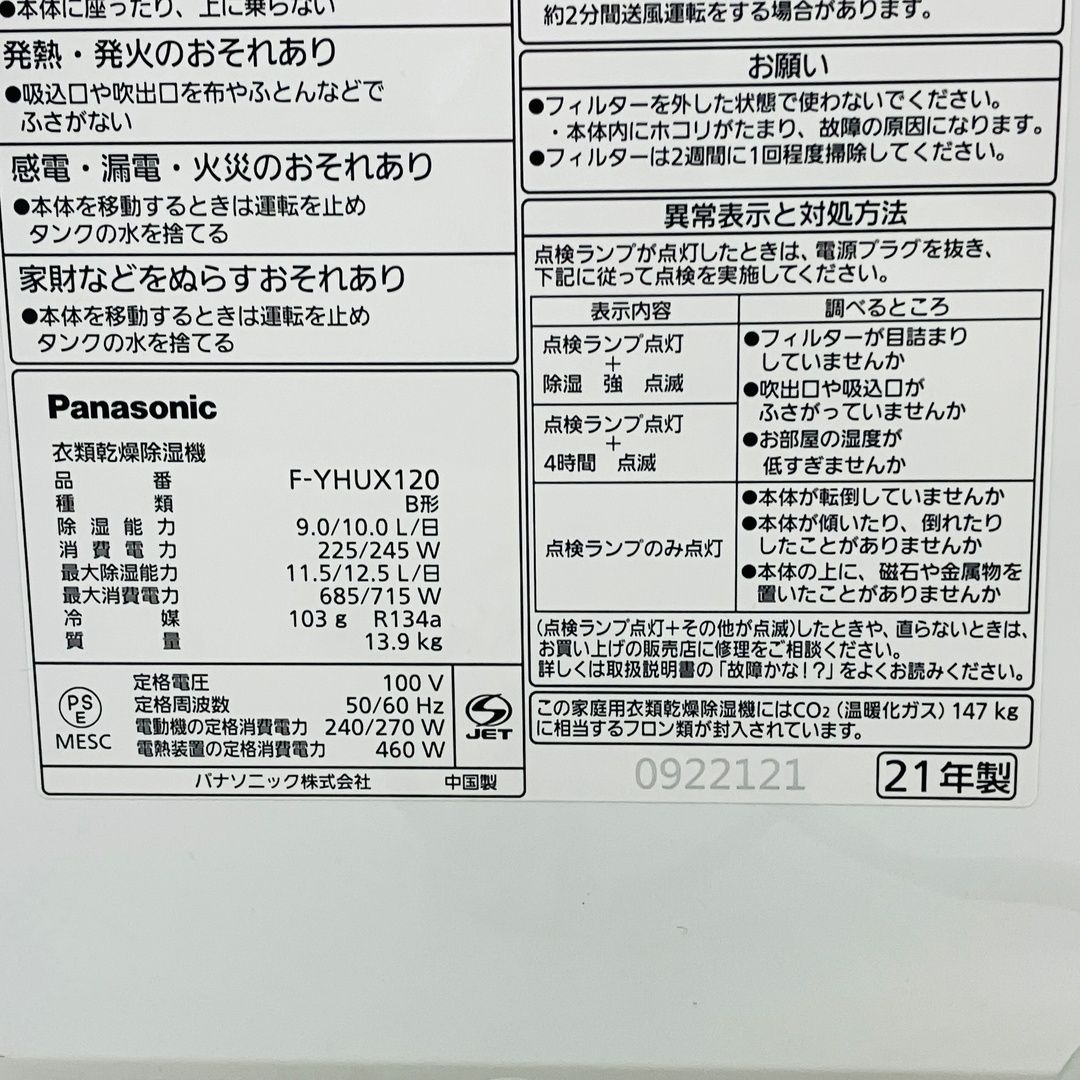 ●本体に座ったり、上に乗らない
発熱・発火のおそれあり
●吸込口や吹出口を布やふとんなどで
ふさがない
感電・漏電・火災のおそれあり
●本体を移動するときは運転を止め
タンクの水を捨てる
家財などをぬらすおそれあり
●本体を移動するときは運転を止め
タンクの水を捨てる
Panasonic
衣類乾燥除湿機
品番 F-YHUX120
種類 B形
除湿能力 9.0/10.0 L/日
消費電力 225/245 W
最大除湿能力 11.5/12.5 L/日
最大消費電力 685/715 W
冷媒 103 g R134a
質量 13.9 kg
PS
E
MESC
定格電圧 100 V
定格周波数 50/60 Hz
電動機の定格消費電力 240/270 W
電熱装置の定格消費電力 460 W
S
JET
パナソニック株式会社 中国製
約2分間送風運転をする場合があります。
お願い
●フィルターを外した状態で使わないでください。
・本体内にホコリがたまり、故障の原因になります。
●フィルターは2週間に1回程度掃除してください。
異常表示と対処方法
点検ランプが点灯したときは、電源プラグを抜き、
下記に従って点検を実施してください。
表示内容 調べるところ
点検ランプ点灯
＋
除湿 強 点滅
点検ランプ点灯
＋
4時間 点滅
●フィルターが目詰まり
していませんか
●吹出口や吸込口が
ふさがっていませんか
●お部屋の湿度が
低すぎませんか
点検ランプのみ点灯
●本体が転倒していませんか
●本体が傾いたり、倒れたり
したことがありませんか
●本体の上に、磁石や金属物を
置いたことがありませんか
(点検ランプ点灯＋その他が点滅)したときや、直らないときは、
お買い上げの販売店に修理をご相談ください。
詳しくは取扱説明書の「故障かな！？」をよくお読みください。
この家庭用衣類乾燥除湿機にはCO₂（温暖化ガス）147 kg
に相当するフロン類が封入されています。
0922121
21年製